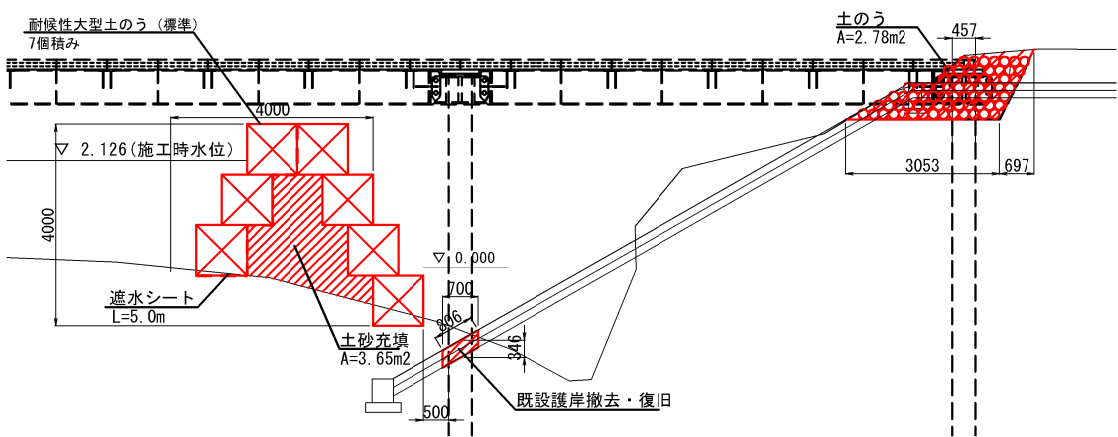 耐候性大型土のう（標準）
7個積み
4000
▽ 2.126(施工時水位)
4000
遮水シート
L=5.0m
土砂充填
A=3.65m2
▽ 0.000
700
806
346
500
既設護岸撤去・復旧
土のう
A=2.78m2
457
3053
697